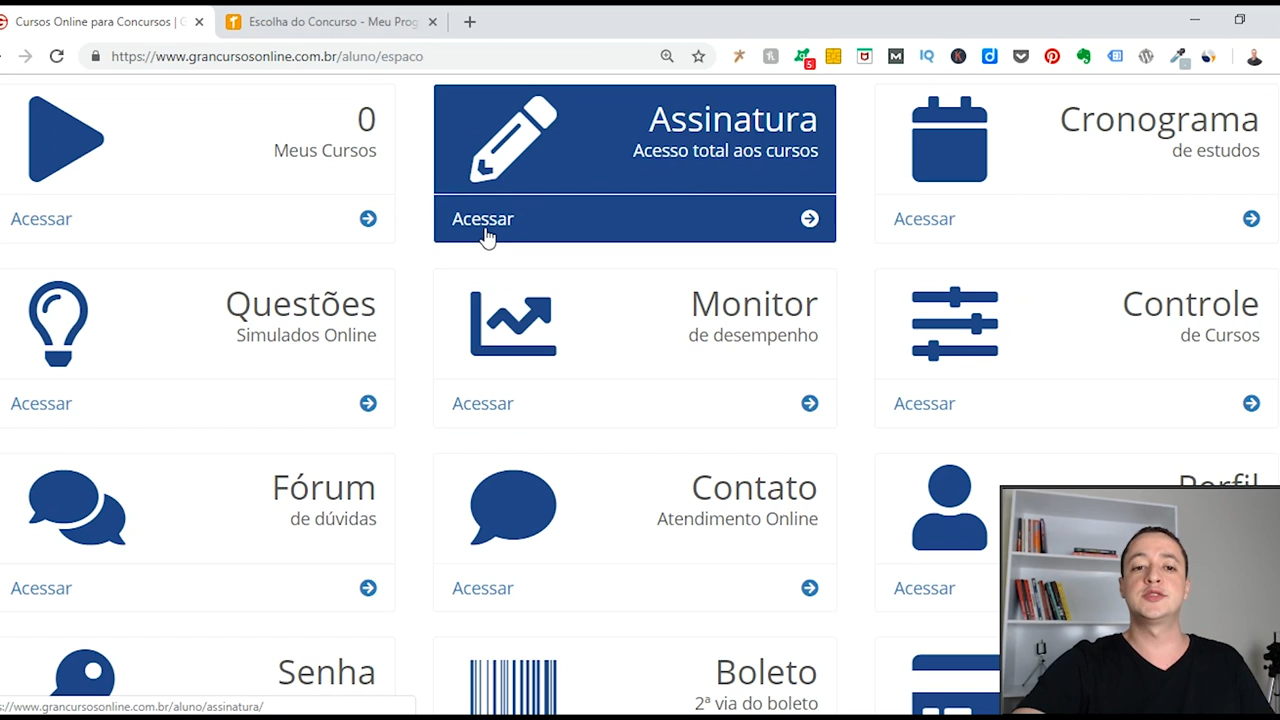 Cursos Online para Concursos |
Escolha do Concurso - Meu Prog
https://www.grancursosonline.com.br/aluno/espaco
5
M
IQ
K
d
0
Meus Cursos
Acessar
Assinatura
Acesso total aos cursos
Acessar
Cronograma
de estudos
Acessar
Questões
Simulados Online
Acessar
Monitor
de desempenho
Acessar
Controle
de Cursos
Acessar
Fórum
de dúvidas
Acessar
Contato
Atendimento Online
Acessar
Perfil
Acessar
Senha
Boleto
2ª via do boleto
s://www.grancursosonline.com.br/aluno/assinatura/